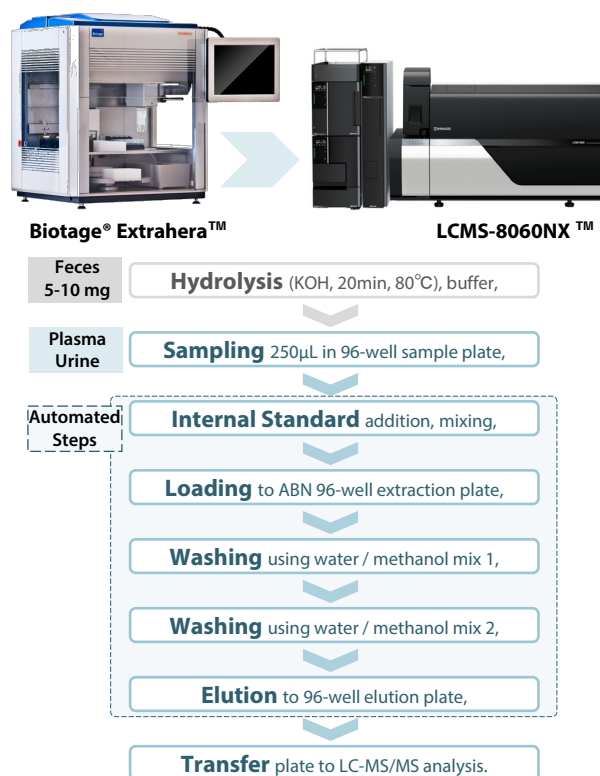 Biotage
Biotage® Extrahera™
LCMS-8060NX ™
Feces
5-10 mg
Hydrolysis (KOH, 20min, 80℃), buffer,
Plasma
Urine
Sampling 250µL in 96-well sample plate,
Automated
Steps
Internal Standard addition, mixing,
Loading to ABN 96-well extraction plate,
Washing using water / methanol mix 1,
Washing using water / methanol mix 2,
Elution to 96-well elution plate,
Transfer plate to LC-MS/MS analysis.